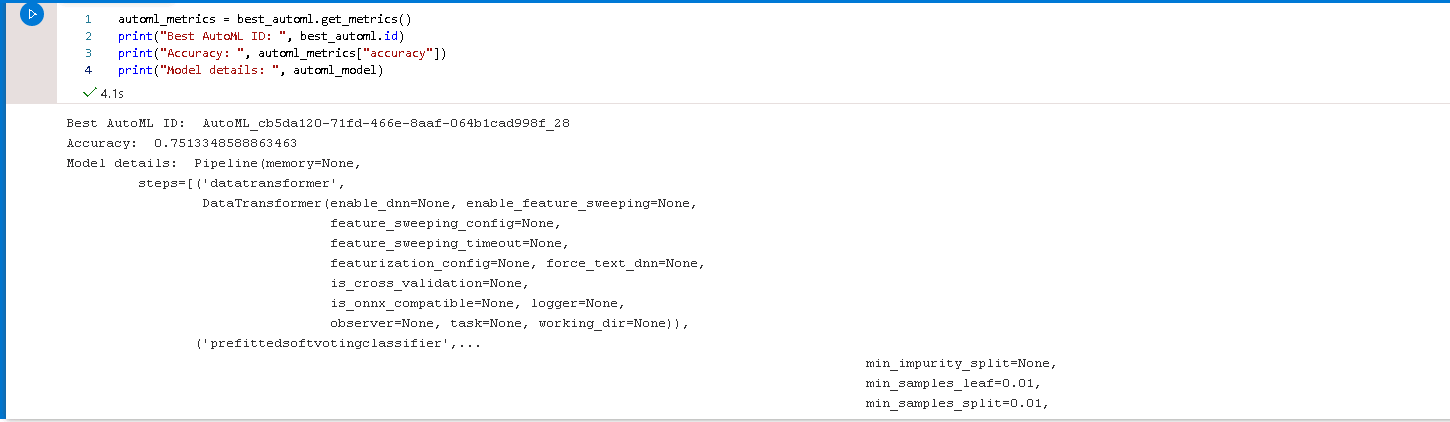 1 automl_metrics = best_automl.get_metrics()
2 print("Best AutoML ID: ", best_automl.id)
3 print("Accuracy: ", automl_metrics["accuracy"])
4 print("Model details: ", automl_model)
4.1s
Best AutoML ID:  AutoML_cb5da120-71fd-466e-8aaf-064b1cad998f_28
Accuracy:  0.7513348588863463
Model details:  Pipeline(memory=None,
steps=[('datatransformer',
DataTransformer(enable_dnn=None, enable_feature_sweeping=None,
feature_sweeping_config=None,
feature_sweeping_timeout=None,
featurization_config=None, force_text_dnn=None,
is_cross_validation=None,
is_onnx_compatible=None, logger=None,
observer=None, task=None, working_dir=None)),
('prefittedsoftvotingclassifier',...
min_impurity_split=None,
min_samples_leaf=0.01,
min_samples_split=0.01,